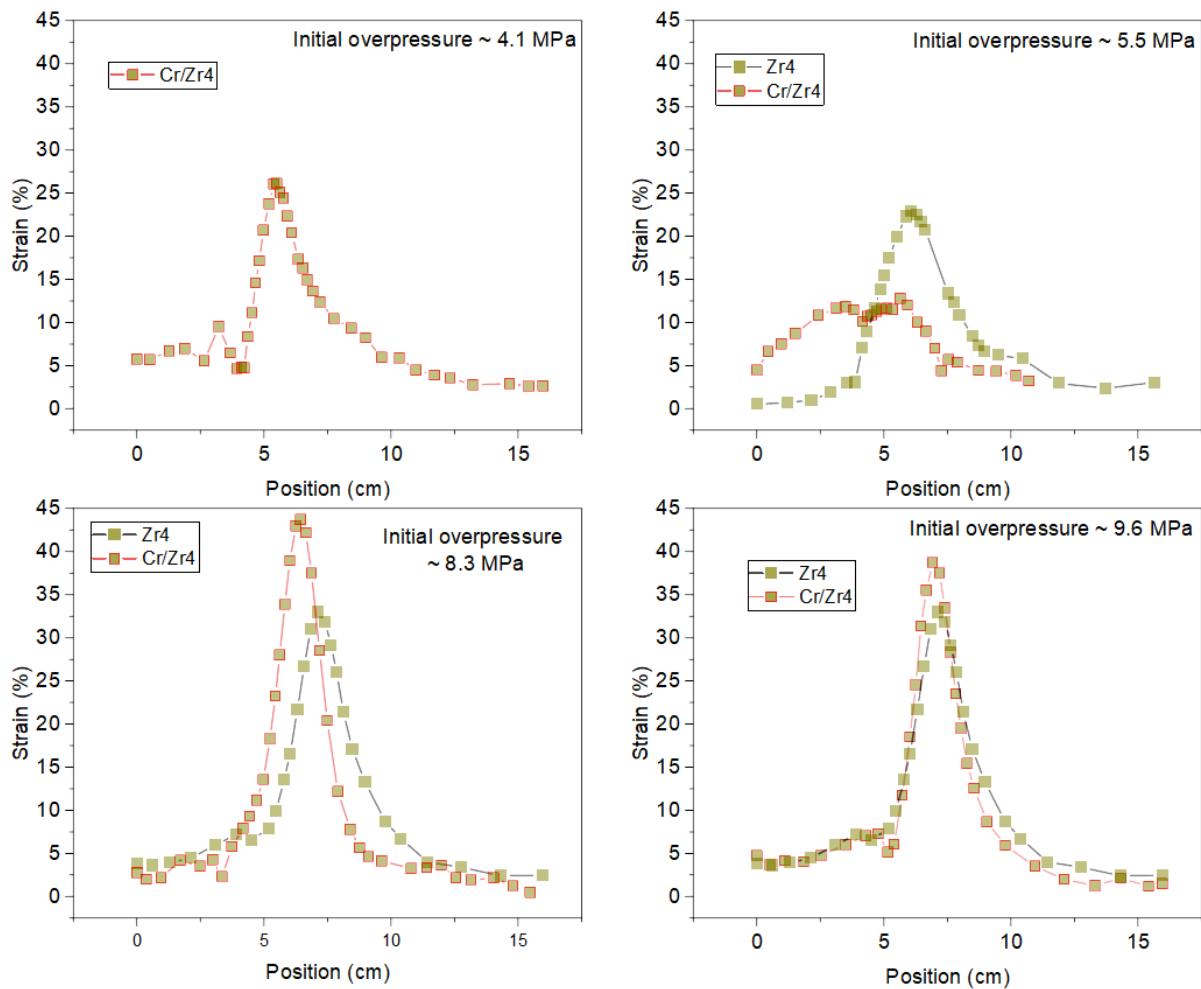 Initial overpressure ~ 4.1 MPa
Cr/Zr4
Strain (%)
45
40
35
30
25
20
15
10
5
0
0 5 10 15
Position (cm)
Initial overpressure ~ 5.5 MPa
Zr4
Cr/Zr4
Strain (%)
45
40
35
30
25
20
15
10
5
0
0 5 10 15
Position (cm)
Initial overpressure
~ 8.3 MPa
Zr4
Cr/Zr4
Strain (%)
45
40
35
30
25
20
15
10
5
0
0 5 10 15
Position (cm)
Initial overpressure ~ 9.6 MPa
Zr4
Cr/Zr4
Strain (%)
45
40
35
30
25
20
15
10
5
0
0 5 10 15
Position (cm)